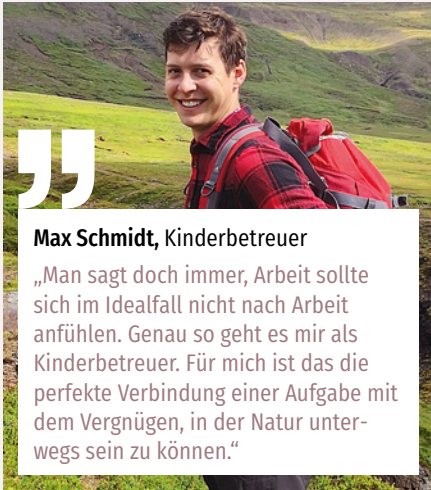 Max Schmidt, Kinderbetreuer
„Man sagt doch immer, Arbeit sollte
sich im Idealfall nicht nach Arbeit
anfühlen. Genau so geht es mir als
Kinderbetreuer. Für mich ist das die
perfekte Verbindung einer Aufgabe mit
dem Vergnügen, in der Natur unter-
wegs sein zu können.“